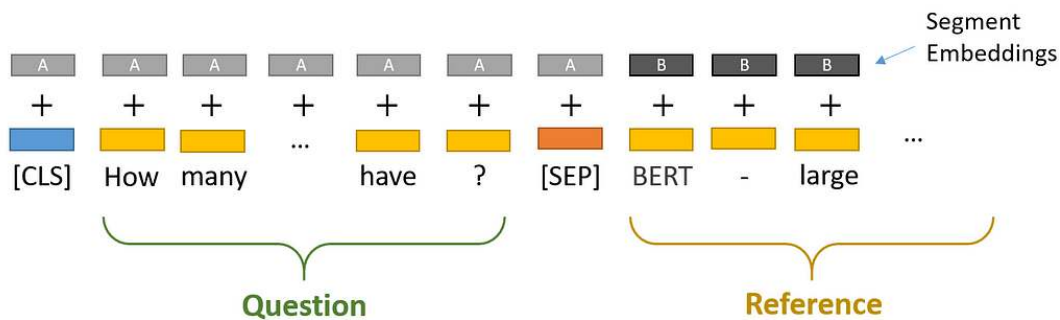 Segment
Embeddings
A A A A A A A B B B
+ + + + + + + + + +
... ...
[CLS] How many have ? [SEP] BERT - large
Question Reference